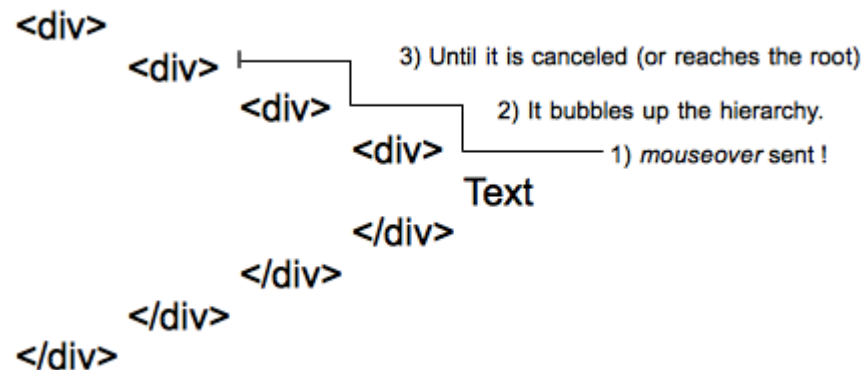 <div>
<div>
3) Until it is canceled (or reaches the root)
<div>
2) It bubbles up the hierarchy.
<div>
1) mouseover sent !
Text
</div>
</div>
</div>
</div>